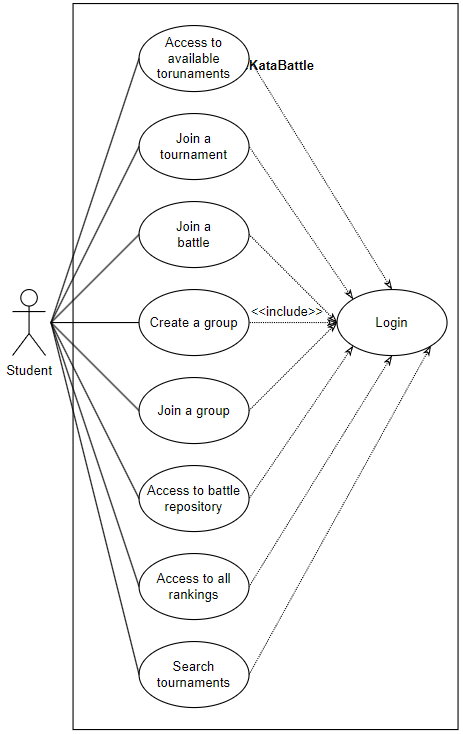 Access to
available
torunaments
KataBattle
Join a
tournament
Join a
battle
<<include>>
Create a group
Login
Student
Join a group
Access to battle
repository
Access to all
rankings
Search
tournaments